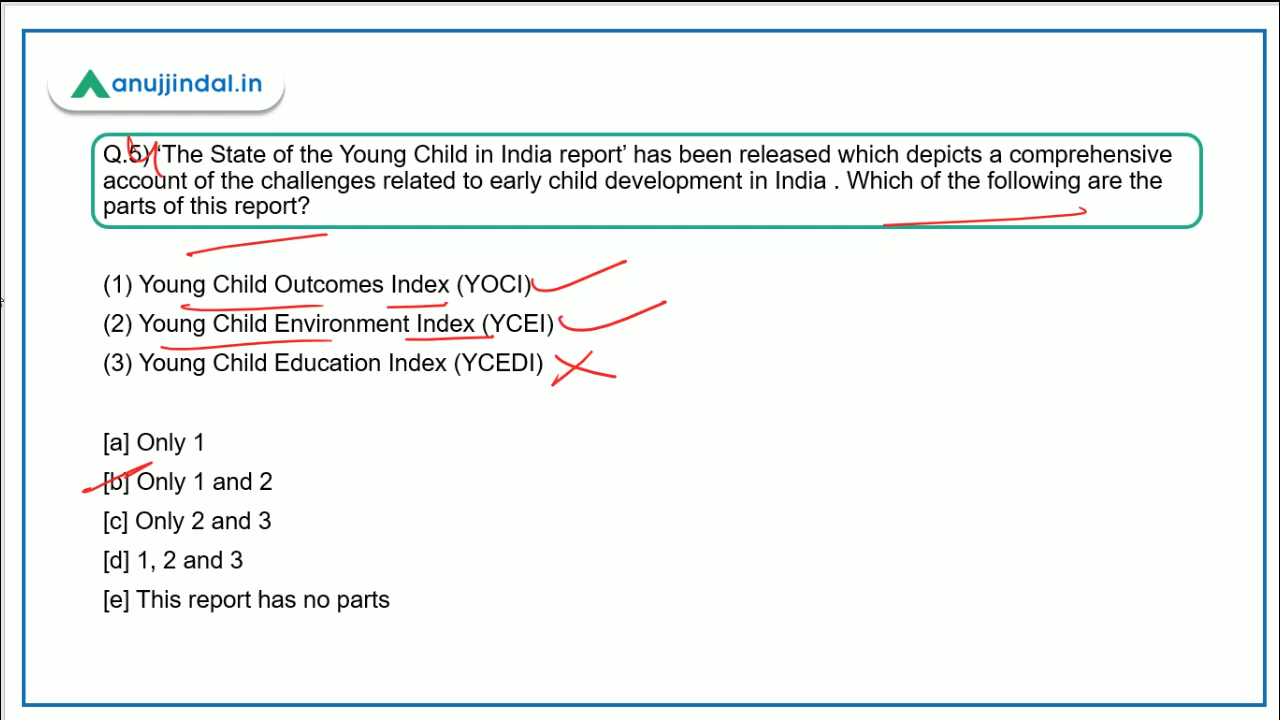 anujjindal.in
Q.5) ‘The State of the Young Child in India report’ has been released which depicts a comprehensive
account of the challenges related to early child development in India . Which of the following are the
parts of this report?
(1) Young Child Outcomes Index (YOCI)
(2) Young Child Environment Index (YCEI)
(3) Young Child Education Index (YCEDI)
[a] Only 1
[b] Only 1 and 2
[c] Only 2 and 3
[d] 1, 2 and 3
[e] This report has no parts